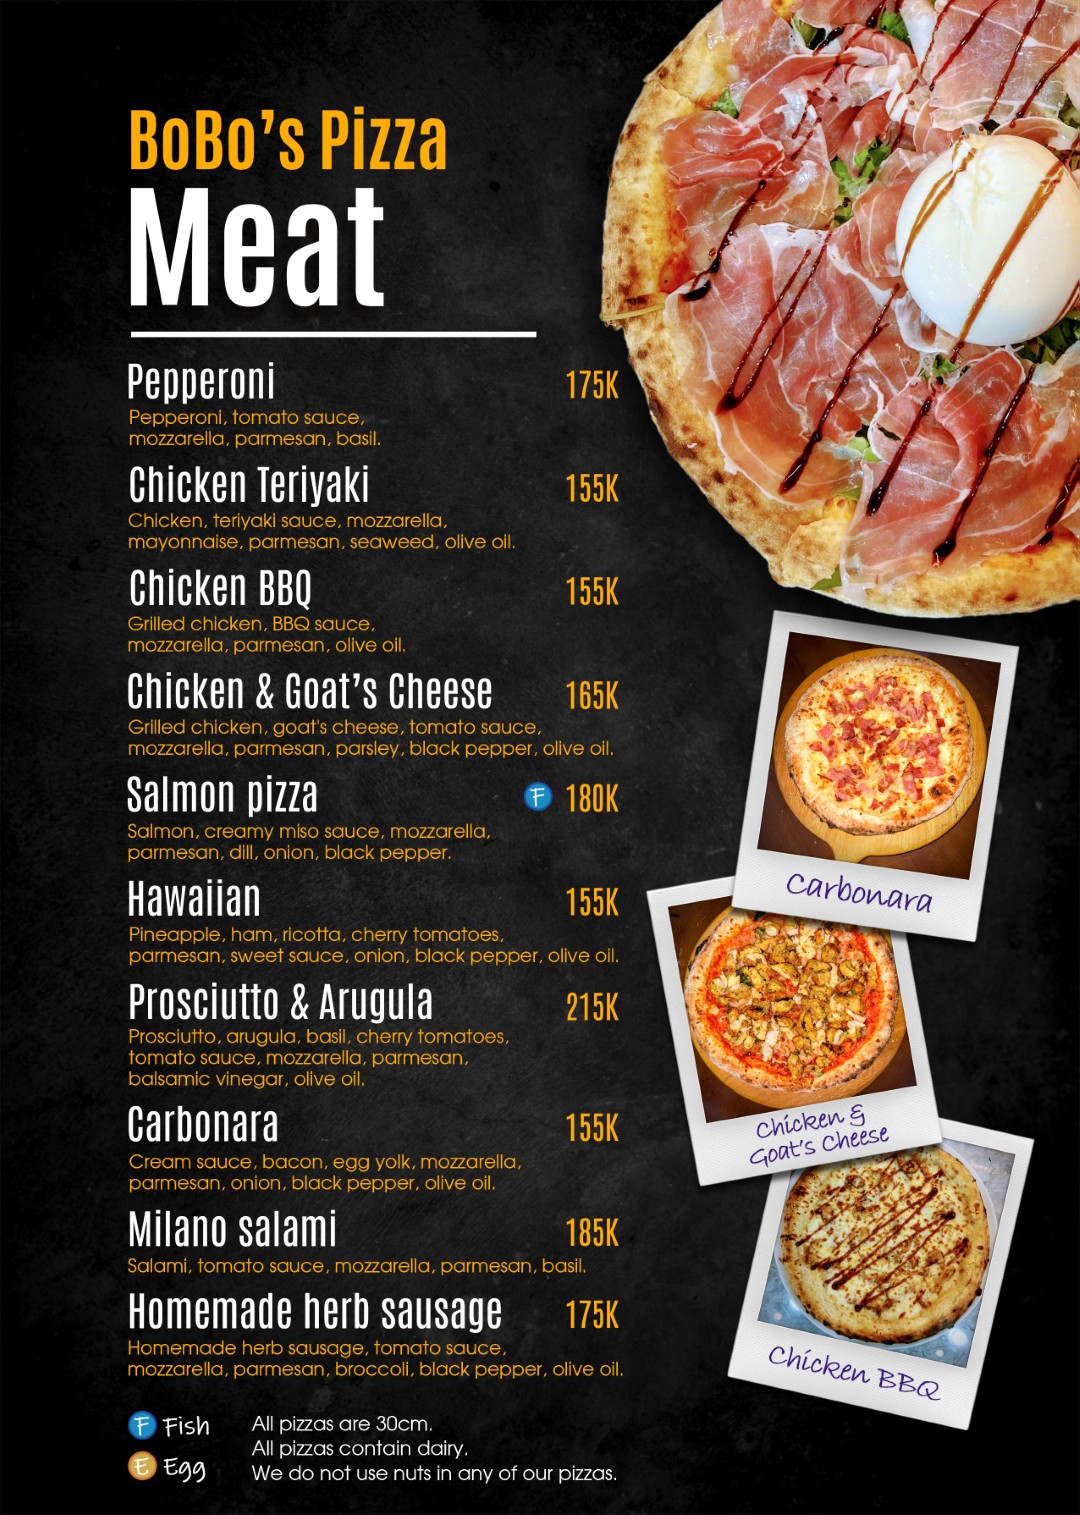 BoBo's Pizza
Meat
Pepperoni 175K
Pepperoni, tomato sauce,
mozzarella, parmesan, basil.
Chicken Teriyaki 155K
Chicken, teriyaki sauce, mozzarella,
mayonnaise, parmesan, seaweed, olive oil.
Chicken BBQ 155K
Grilled chicken, BBQ sauce,
mozzarella, parmesan, olive oil.
Chicken & Goat's Cheese 165K
Grilled chicken, goat's cheese, tomato sauce,
mozzarella, parmesan, parsley, black pepper, olive oil.
Salmon pizza F 180K
Salmon, creamy miso sauce, mozzarella,
parmesan, dill, onion, black pepper.
Hawaiian 155K
Pineapple, ham, ricotta, cherry tomatoes,
parmesan, sweet sauce, onion, black pepper, olive oil.
Prosciutto & Arugula 215K
Prosciutto, arugula, basil, cherry tomatoes,
tomato sauce, mozzarella, parmesan,
balsamic vinegar, olive oil.
Carbonara 155K
Cream sauce, bacon, egg yolk, mozzarella,
parmesan, onion, black pepper, olive oil.
Milano salami 185K
Salami, tomato sauce, mozzarella, parmesan, basil.
Homemade herb sausage 175K
Homemade herb sausage, tomato sauce,
mozzarella, parmesan, broccoli, black pepper, olive oil.
F Fish
E Egg
All pizzas are 30cm.
All pizzas contain dairy.
We do not use nuts in any of our pizzas.
Carbonara
Chicken &
Goat's Cheese
Chicken BBQ